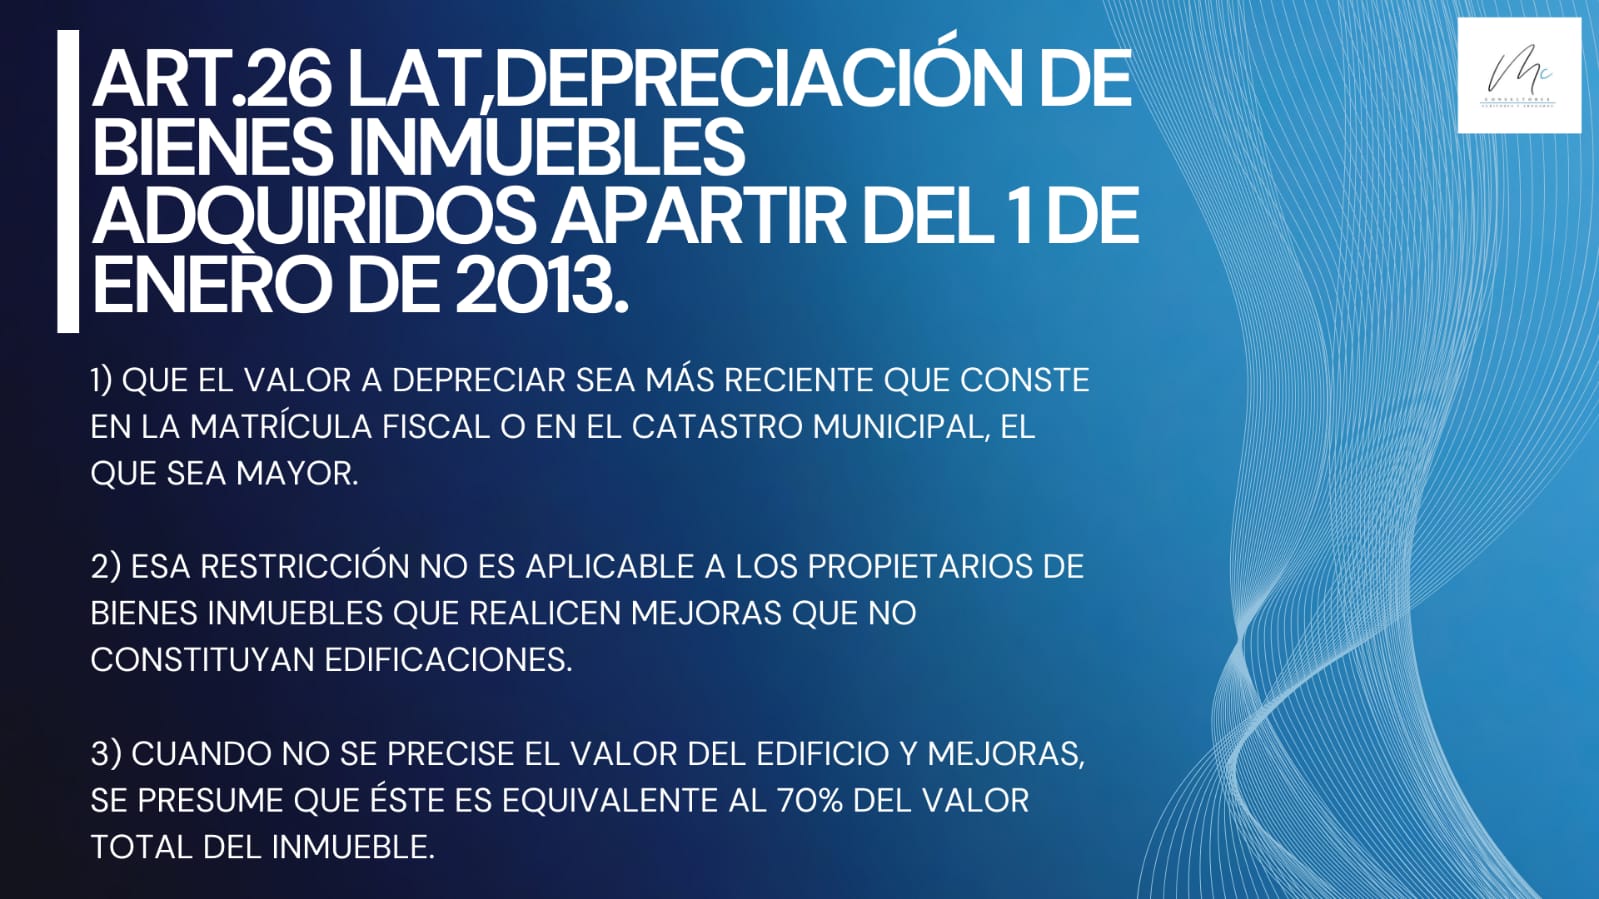 ART.26 LAT,DEPRECIACIÓN DE
BIENES INMUEBLES
ADQUIRIDOS APARTIR DEL 1 DE
ENERO DE 2013.
Mc
CONSULTORES
1) QUE EL VALOR A DEPRECIAR SEA MÁS RECIENTE QUE CONSTE
EN LA MATRÍCULA FISCAL O EN EL CATASTRO MUNICIPAL, EL
QUE SEA MAYOR.
2) ESA RESTRICCIÓN NO ES APLICABLE A LOS PROPIETARIOS DE
BIENES INMUEBLES QUE REALICEN MEJORAS QUE NO
CONSTITUYAN EDIFICACIONES.
3) CUANDO NO SE PRECISE EL VALOR DEL EDIFICIO Y MEJORAS,
SE PRESUME QUE ÉSTE ES EQUIVALENTE AL 70% DEL VALOR
TOTAL DEL INMUEBLE.